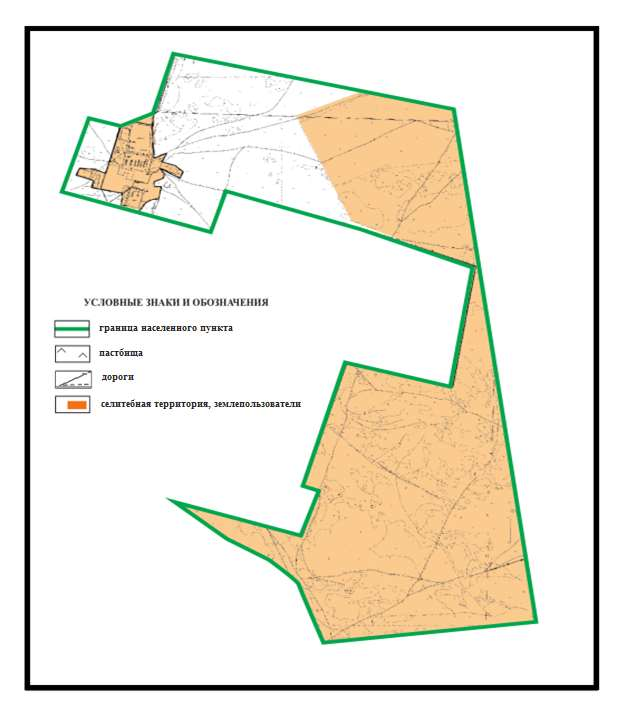 УСЛОВНЫЕ ЗНАКИ И ОБОЗНАЧЕНИЯ
граница населенного пункта
пастбища
дороги
селитебная территория, землепользователи